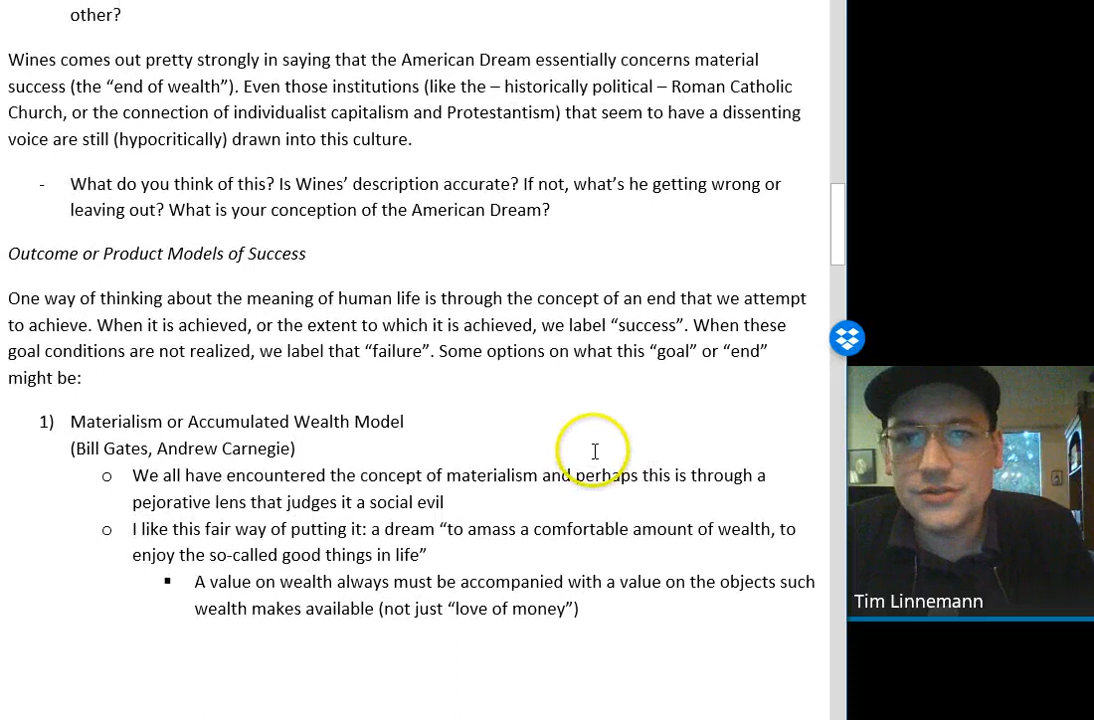 other?
Wines comes out pretty strongly in saying that the American Dream essentially concerns material
success (the “end of wealth”). Even those institutions (like the – historically political – Roman Catholic
Church, or the connection of individualist capitalism and Protestantism) that seem to have a dissenting
voice are still (hypocritically) drawn into this culture.
- What do you think of this? Is Wines’ description accurate? If not, what’s he getting wrong or
leaving out? What is your conception of the American Dream?
Outcome or Product Models of Success
One way of thinking about the meaning of human life is through the concept of an end that we attempt
to achieve. When it is achieved, or the extent to which it is achieved, we label “success”. When these
goal conditions are not realized, we label that “failure”. Some options on what this “goal” or “end”
might be:
1) Materialism or Accumulated Wealth Model
(Bill Gates, Andrew Carnegie)
o We all have encountered the concept of materialism and perhaps this is through a
pejorative lens that judges it a social evil
o I like this fair way of putting it: a dream “to amass a comfortable amount of wealth, to
enjoy the so-called good things in life”
▪ A value on wealth always must be accompanied with a value on the objects such
wealth makes available (not just “love of money”)
Tim Linnemann